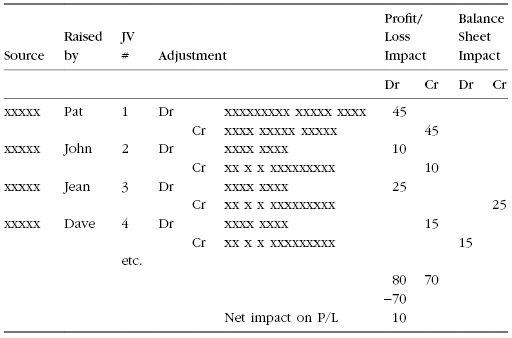 Profit/ Balance
Loss Sheet
Raised JV Impact Impact
Source by # Adjustment
Dr Cr Dr Cr
xxxxx Pat 1 Dr xxxxxxxxx xxxxx xxxx 45
Cr xxxx xxxxx xxxxx 45
xxxxx John 2 Dr xxxx xxxx 10
Cr xx x x xxxxxxxxx 10
xxxxx Jean 3 Dr xxxx xxxx 25
Cr xx x x xxxxxxxxx 25
xxxxx Dave 4 Dr xxxx xxxx 15
Cr xx x x xxxxxxxxx 15
etc.
80 70
−70
Net impact on P/L 10